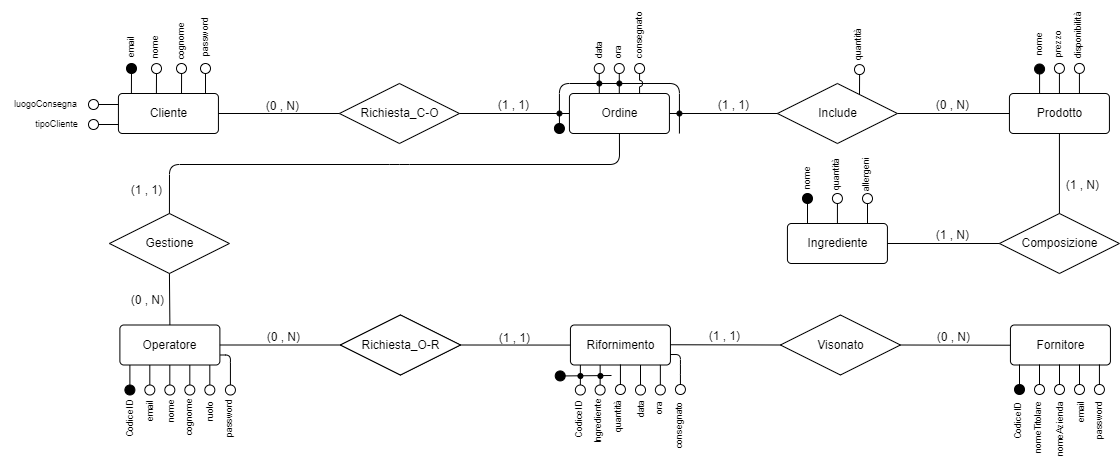 email
nome
cognome
password
luogoConsegna
tipoCliente
Cliente
(0 , N)
Richiesta_C-O
(1 , 1)
data
ora
consegnato
Ordine
(1 , 1)
quantità
Include
(0 , N)
nome
prezzo
disponibilità
Prodotto
(1 , N)
(1 , 1)
Gestione
(0 , N)
nome
quantità
allergeni
Ingrediente
(1 , N)
Composizione
Operatore
CodiceID
email
nome
cognome
ruolo
password
(0 , N)
Richiesta_O-R
(1 , 1)
Rifornimento
CodiceID
Ingrediente
quantità
data
ora
consegnato
(1 , 1)
Visonato
(0 , N)
Fornitore
CodiceID
nomeTitolare
nomeAzienda
email
password